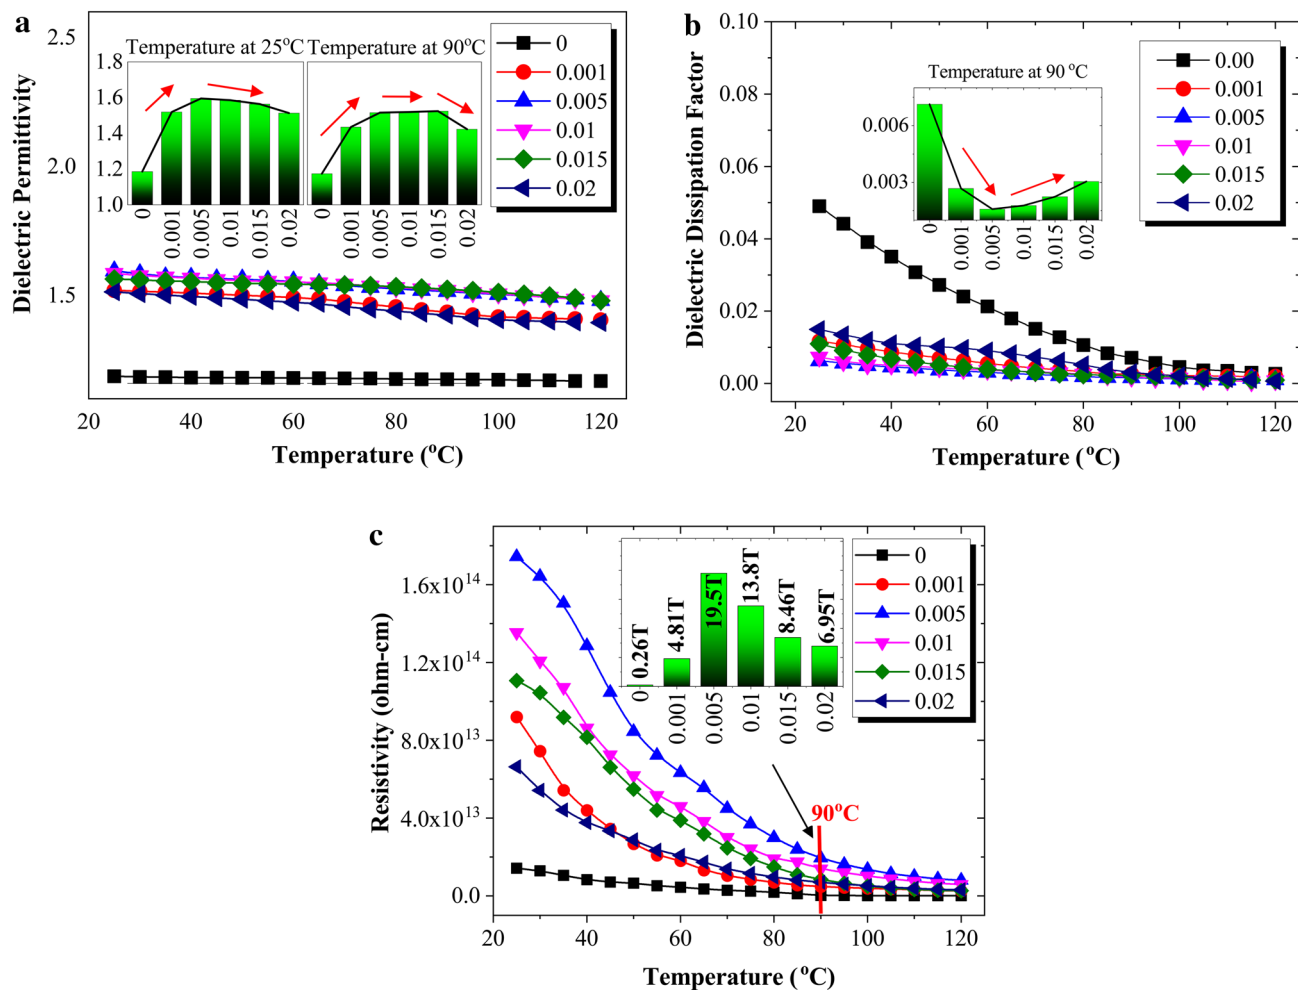 a
Dielectric Permittivity
2.5
2.0
1.5
Temperature at 25°C
1.8
1.6
1.4
1.2
1.0
0
0.001
0.005
0.01
0.015
0.02
Temperature at 90°C
0
0.001
0.005
0.01
0.015
0.02
0
0.001
0.005
0.01
0.015
0.02
20 40 60 80 100 120
Temperature (°C)
b
Dielectric Dissipation Factor
0.10
0.08
0.06
0.04
0.02
0.00
Temperature at 90 °C
0.006
0.003
0
0.001
0.005
0.01
0.015
0.02
0.00
0.001
0.005
0.01
0.015
0.02
20 40 60 80 100 120
Temperature (°C)
c
Resistivity (ohm-cm)
1.6x10¹⁴
1.2x10¹⁴
8.0x10¹³
4.0x10¹³
0.0
0.26T
4.81T
19.5T
13.8T
8.46T
6.95T
0
0.001
0.005
0.01
0.015
0.02
0
0.001
0.005
0.01
0.015
0.02
90°C
20 40 60 80 100 120
Temperature (°C)